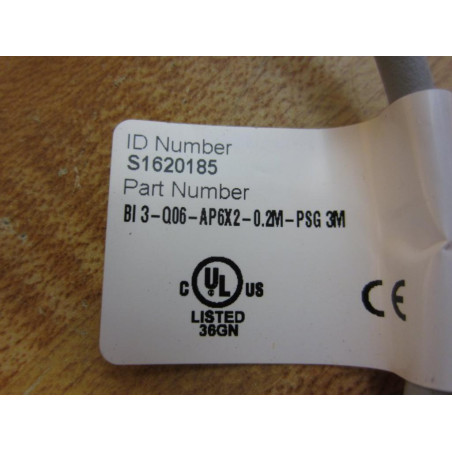 ID Number
S1620185
Part Number
BI 3-Q06-AP6X2-0.2M-PSG 3M
C UL US
LISTED
36GN
CE